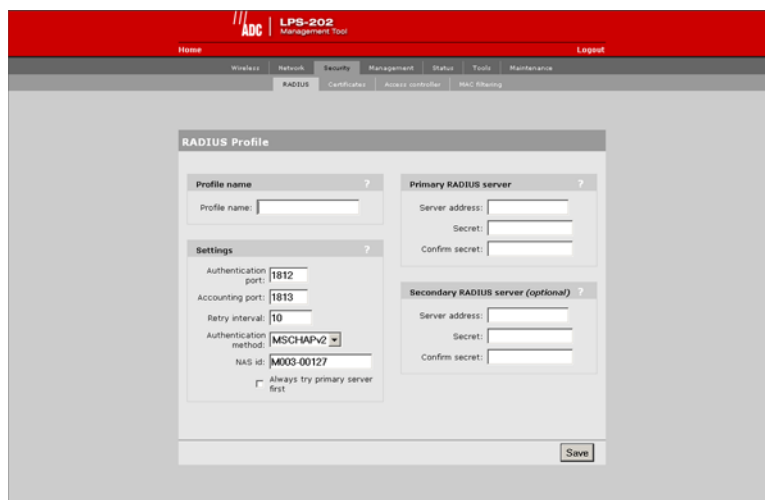 ADC
LPS-202
Management Tool
Home
Logout
Wireless
Network
Security
Management
Status
Tools
Maintenance
RADIUS
Certificates
Access controller
MAC filtering
RADIUS Profile
Profile name
?
Profile name:
Settings
?
Authentication
port:
1812
Accounting port:
1813
Retry interval:
10
Authentication
method:
MSCHAPv2
NAS id:
M003-00127
Always try primary server
first
Primary RADIUS server
?
Server address:
Secret:
Confirm secret:
Secondary RADIUS server (optional)
?
Server address:
Secret:
Confirm secret:
Save